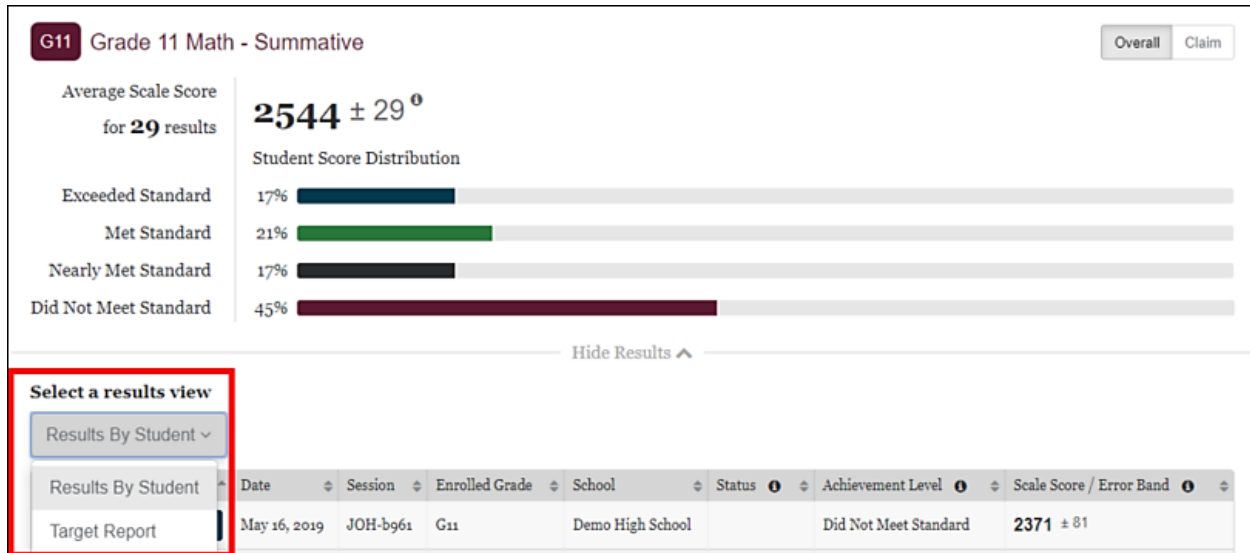 G11 Grade 11 Math - Summative
Overall Claim
Average Scale Score
for 29 results
2544 ± 29
Student Score Distribution
Exceeded Standard 17%
Met Standard 21%
Nearly Met Standard 17%
Did Not Meet Standard 45%
Hide Results
Select a results view
Results By Student
Results By Student
Target Report
Date Session Enrolled Grade School Status Achievement Level Scale Score / Error Band
May 16, 2019 JOH-b961 G11 Demo High School Did Not Meet Standard 2371 ± 81